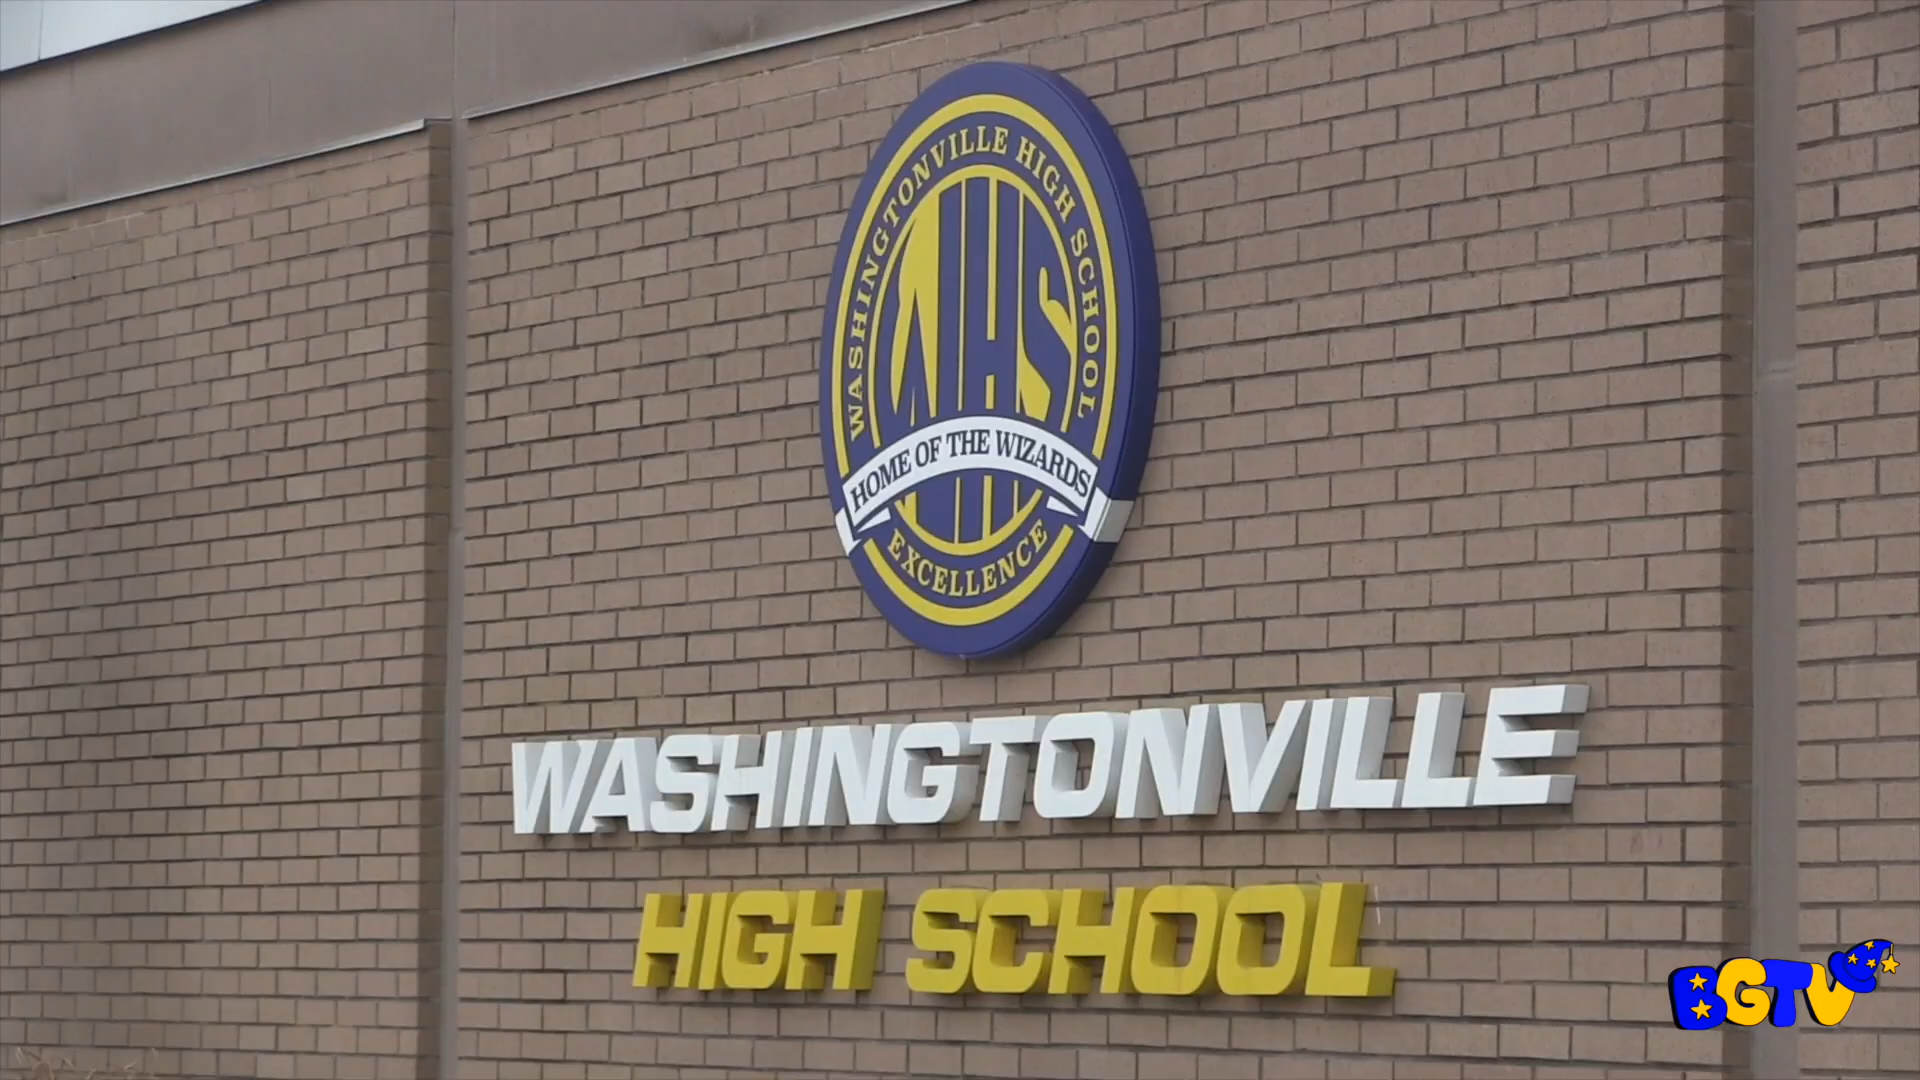 WASHINGTONVILLE HIGH SCHOOL
WHS
HOME OF THE WIZARDS
EXCELLENCE
WASHINGTONVILLE
HIGH SCHOOL
BGTV